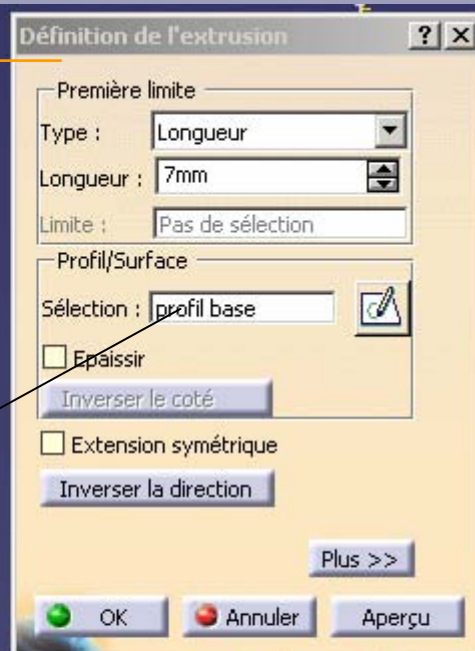 Définition de l'extrusion ? X
Première limite
Type : Longueur
Longueur : 7mm
Limite : Pas de sélection
Profil/Surface
Sélection : profil base
Epaissir
Inverser le coté
Extension symétrique
Inverser la direction
Plus >>
OK Annuler Aperçu